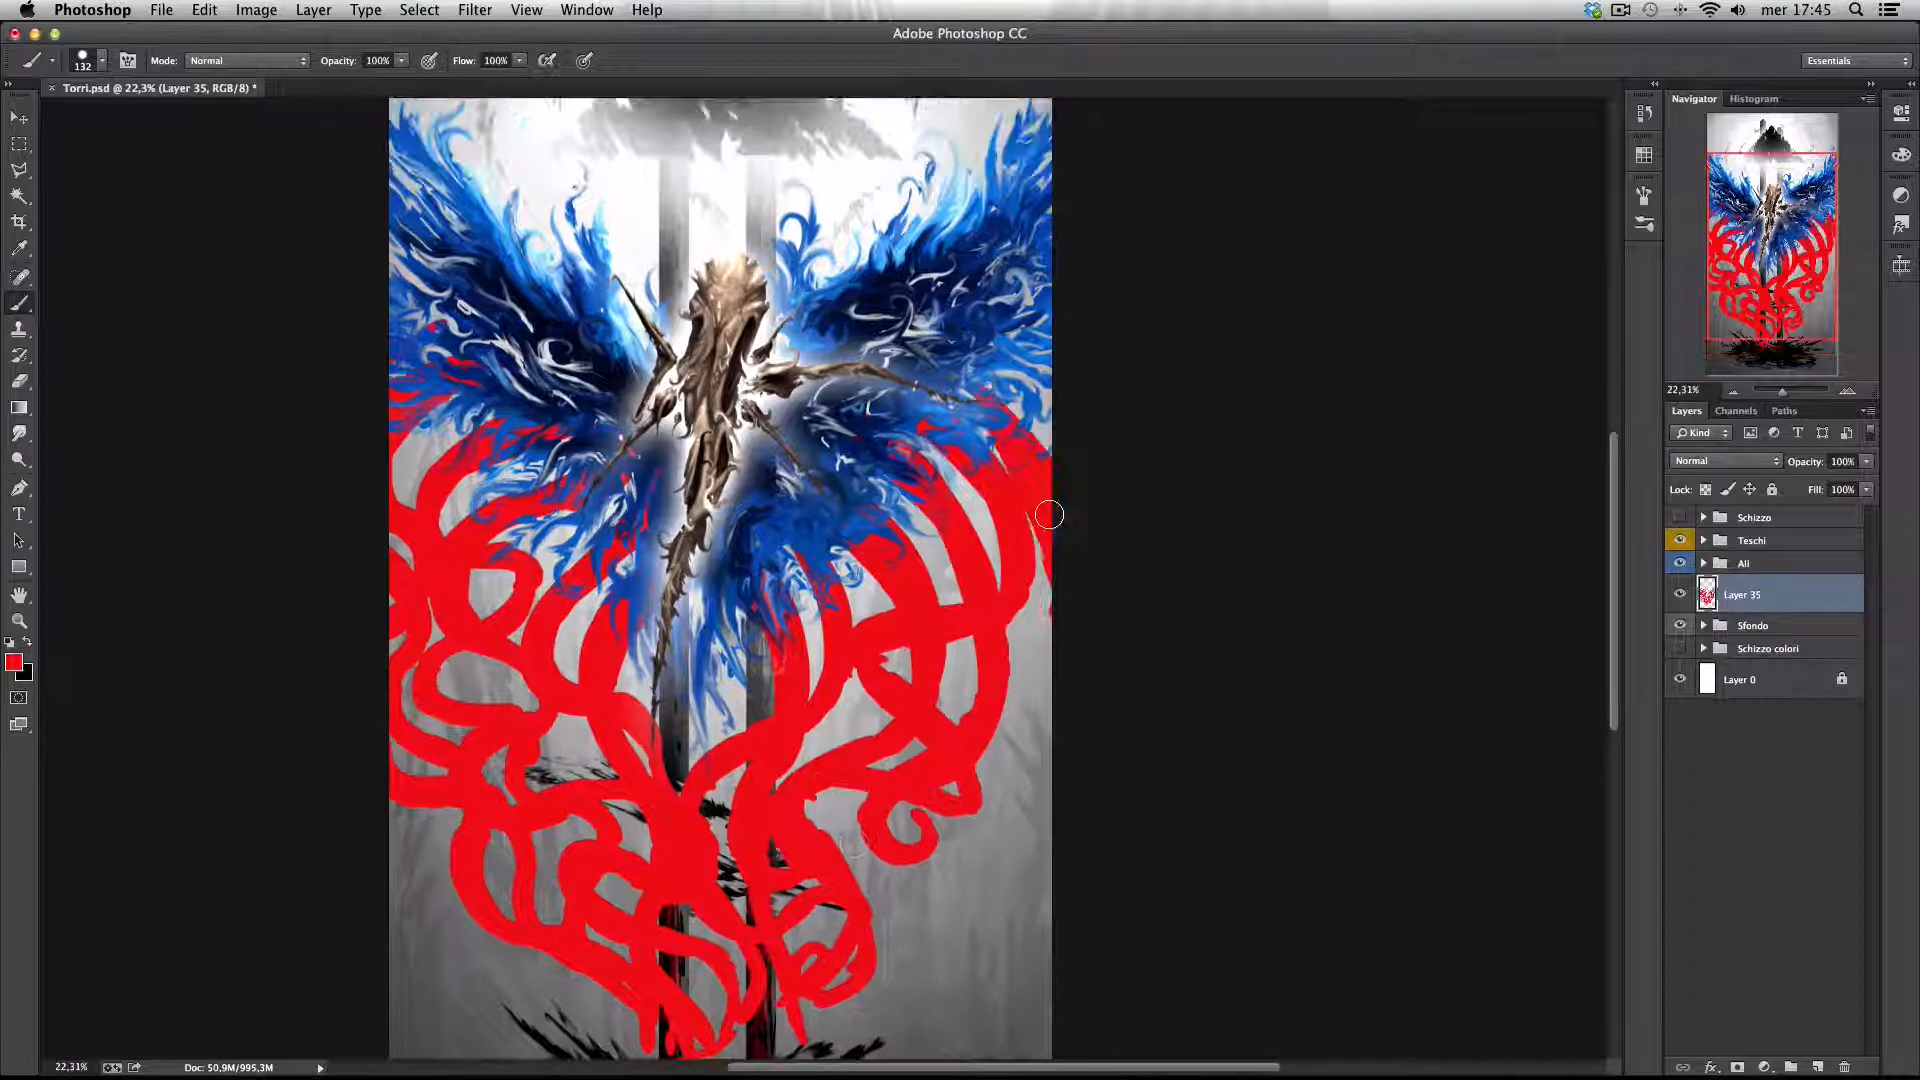 Photoshop File Edit Image Layer Type Select Filter View Window Help mer 17:45
Adobe Photoshop CC
132 Mode: Normal Opacity: 100% Flow: 100% Essentials
× Torri.psd @ 22,3% (Layer 35, RGB/8) *
Navigator Histogram
22,31%
Layers Channels Paths
Kind
Normal Opacity: 100%
Lock: Fill: 100%
Schizzo
Teschi
Ali
Layer 35
Sfondo
Schizzo colori
Layer 0
22,31% Doc: 50,9M/995,3M